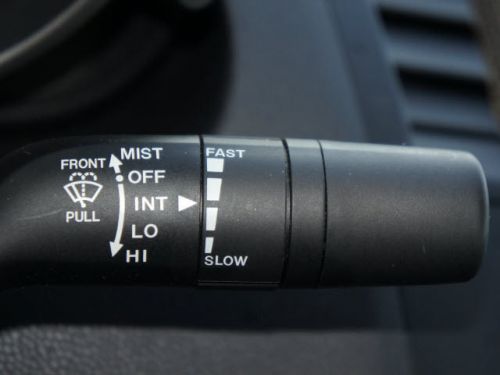 MIST
FAST
FRONT
OFF
INT
PULL
LO
HI
SLOW